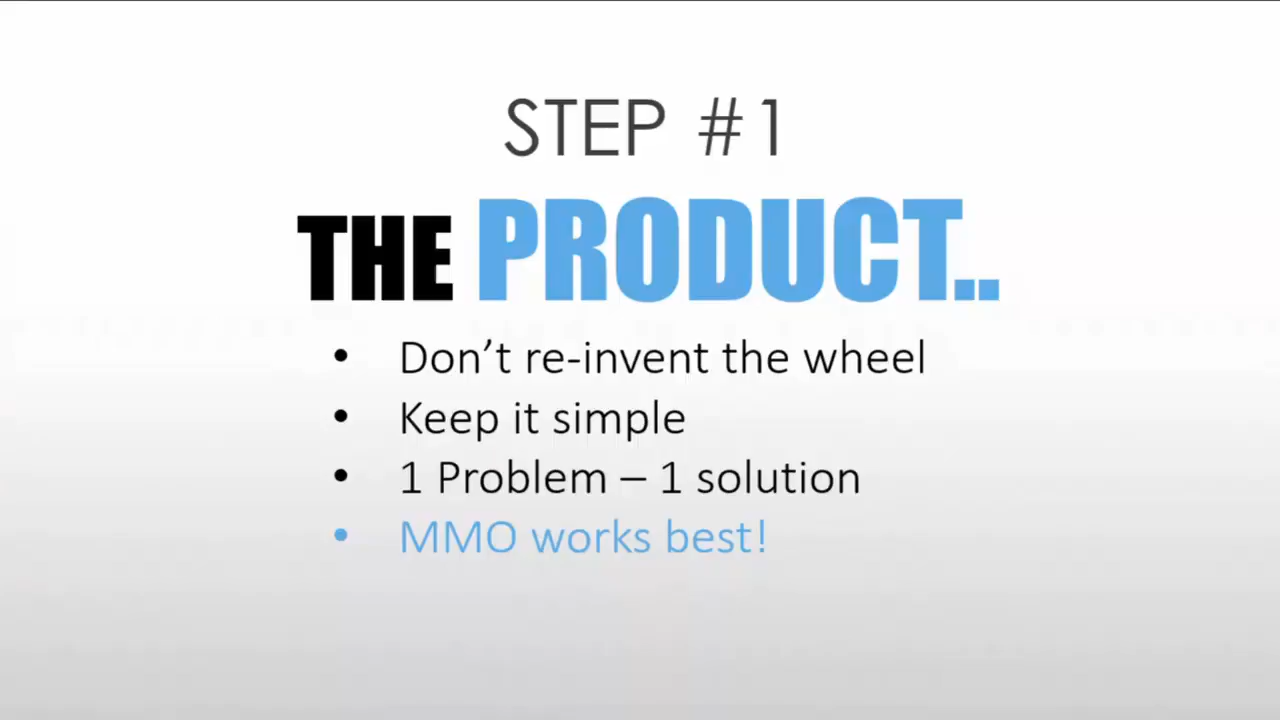 STEP #1
THE PRODUCT..
• Don’t re-invent the wheel
• Keep it simple
• 1 Problem – 1 solution
• MMO works best!